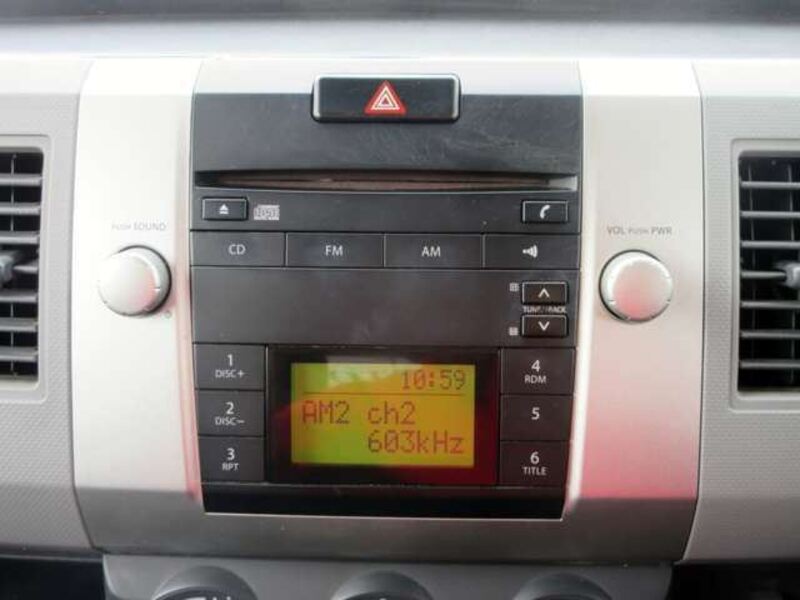 PUSH SOUND
VOL PUSH PWR
CD FM AM
TUNE/TRACK
1 DISC+
2 DISC-
3 RPT
10:59
AM2 ch2
603kHz
4 RDM
5
6 TITLE